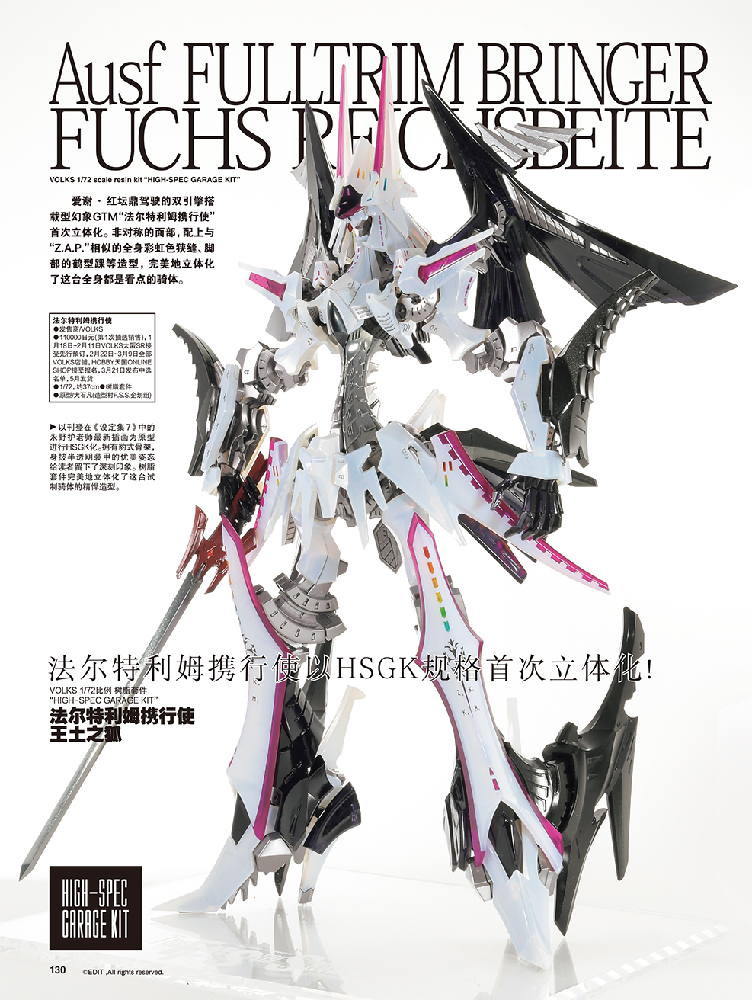 Ausf FULLTRIM BRINGER
FUCHS REICHSBEITE
VOLKS 1/72 scale resin kit “HIGH-SPEC GARAGE KIT”
爱谢·红坛鼎驾驶的双引擎搭
载型幻象GTM“法尔特利姆携行使”
首次立体化。非对称的面部，配上与
“Z.A.P.”相似的全身彩虹色狭缝、脚
部的鹤型踝等造型，完美地立体化
了这台全身都是看点的骑体。
法尔特利姆携行使
●发售商/VOLKS
●110000日元(第1次抽选销售)，1
月18日~2月11日VOLKS大阪SR接
受先行预订，2月22日~3月9日全部
VOLKS店铺，HOBBY天国ONLINE
SHOP接受报名，3月21日发布中选
名单，5月发货
●1/72，约37cm●树脂套件
●原型/大石凡(造型村F.S.S.企划组)
▶以刊登在《设定集7》中的
永野护老师最新插画为原型
进行HSGK化。拥有豹式骨架，
身披半透明装甲的优美姿态
给读者留下了深刻印象。树脂
套件完美地立体化了这台试
制骑体的精悍造型。
法尔特利姆携行使以HSGK规格首次立体化!
VOLKS 1/72比例 树脂套件
“HIGH-SPEC GARAGE KIT”
法尔特利姆携行使
王土之狐
K.
M.
Z. K.
K. M.
HIGH-SPEC
GARAGE KIT
130
©EDIT ,All rights reserved.